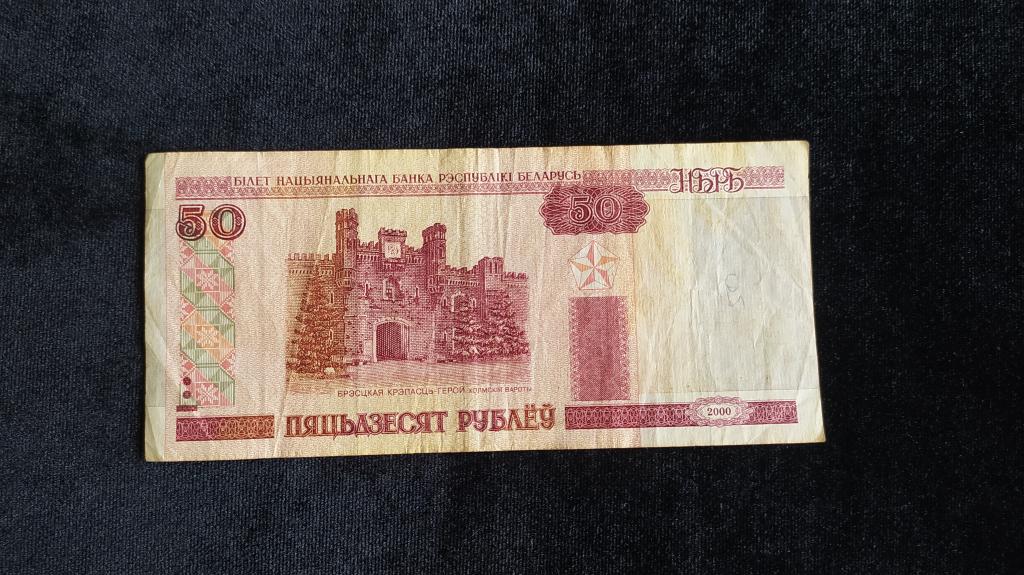 БІЛЕТ НАЦЫЯНАЛЬНАГА БАНКА РЭСПУБЛІКІ БЕЛАРУСЬ
НБРБ
50
50
БРЭСЦКАЯ КРЭПАСЦЬ-ГЕРОЙ ХОЛМСКІЯ ВАРОТЫ
ПЯЦЬДЗЕСЯТ РУБЛЁЎ
2000